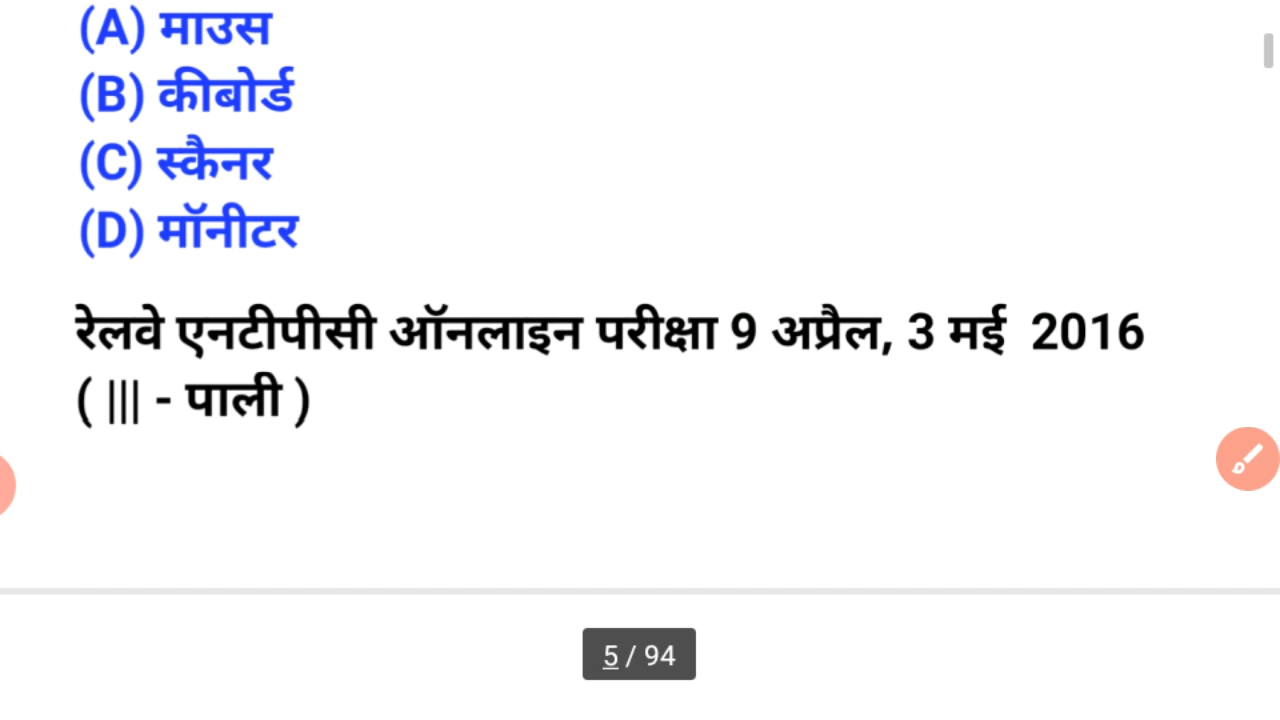 (A) माउस
(B) कीबोर्ड
(C) स्कैनर
(D) मॉनीटर
रेलवे एनटीपीसी ऑनलाइन परीक्षा 9 अप्रैल, 3 मई 2016
( ||| - पाली )
5 / 94